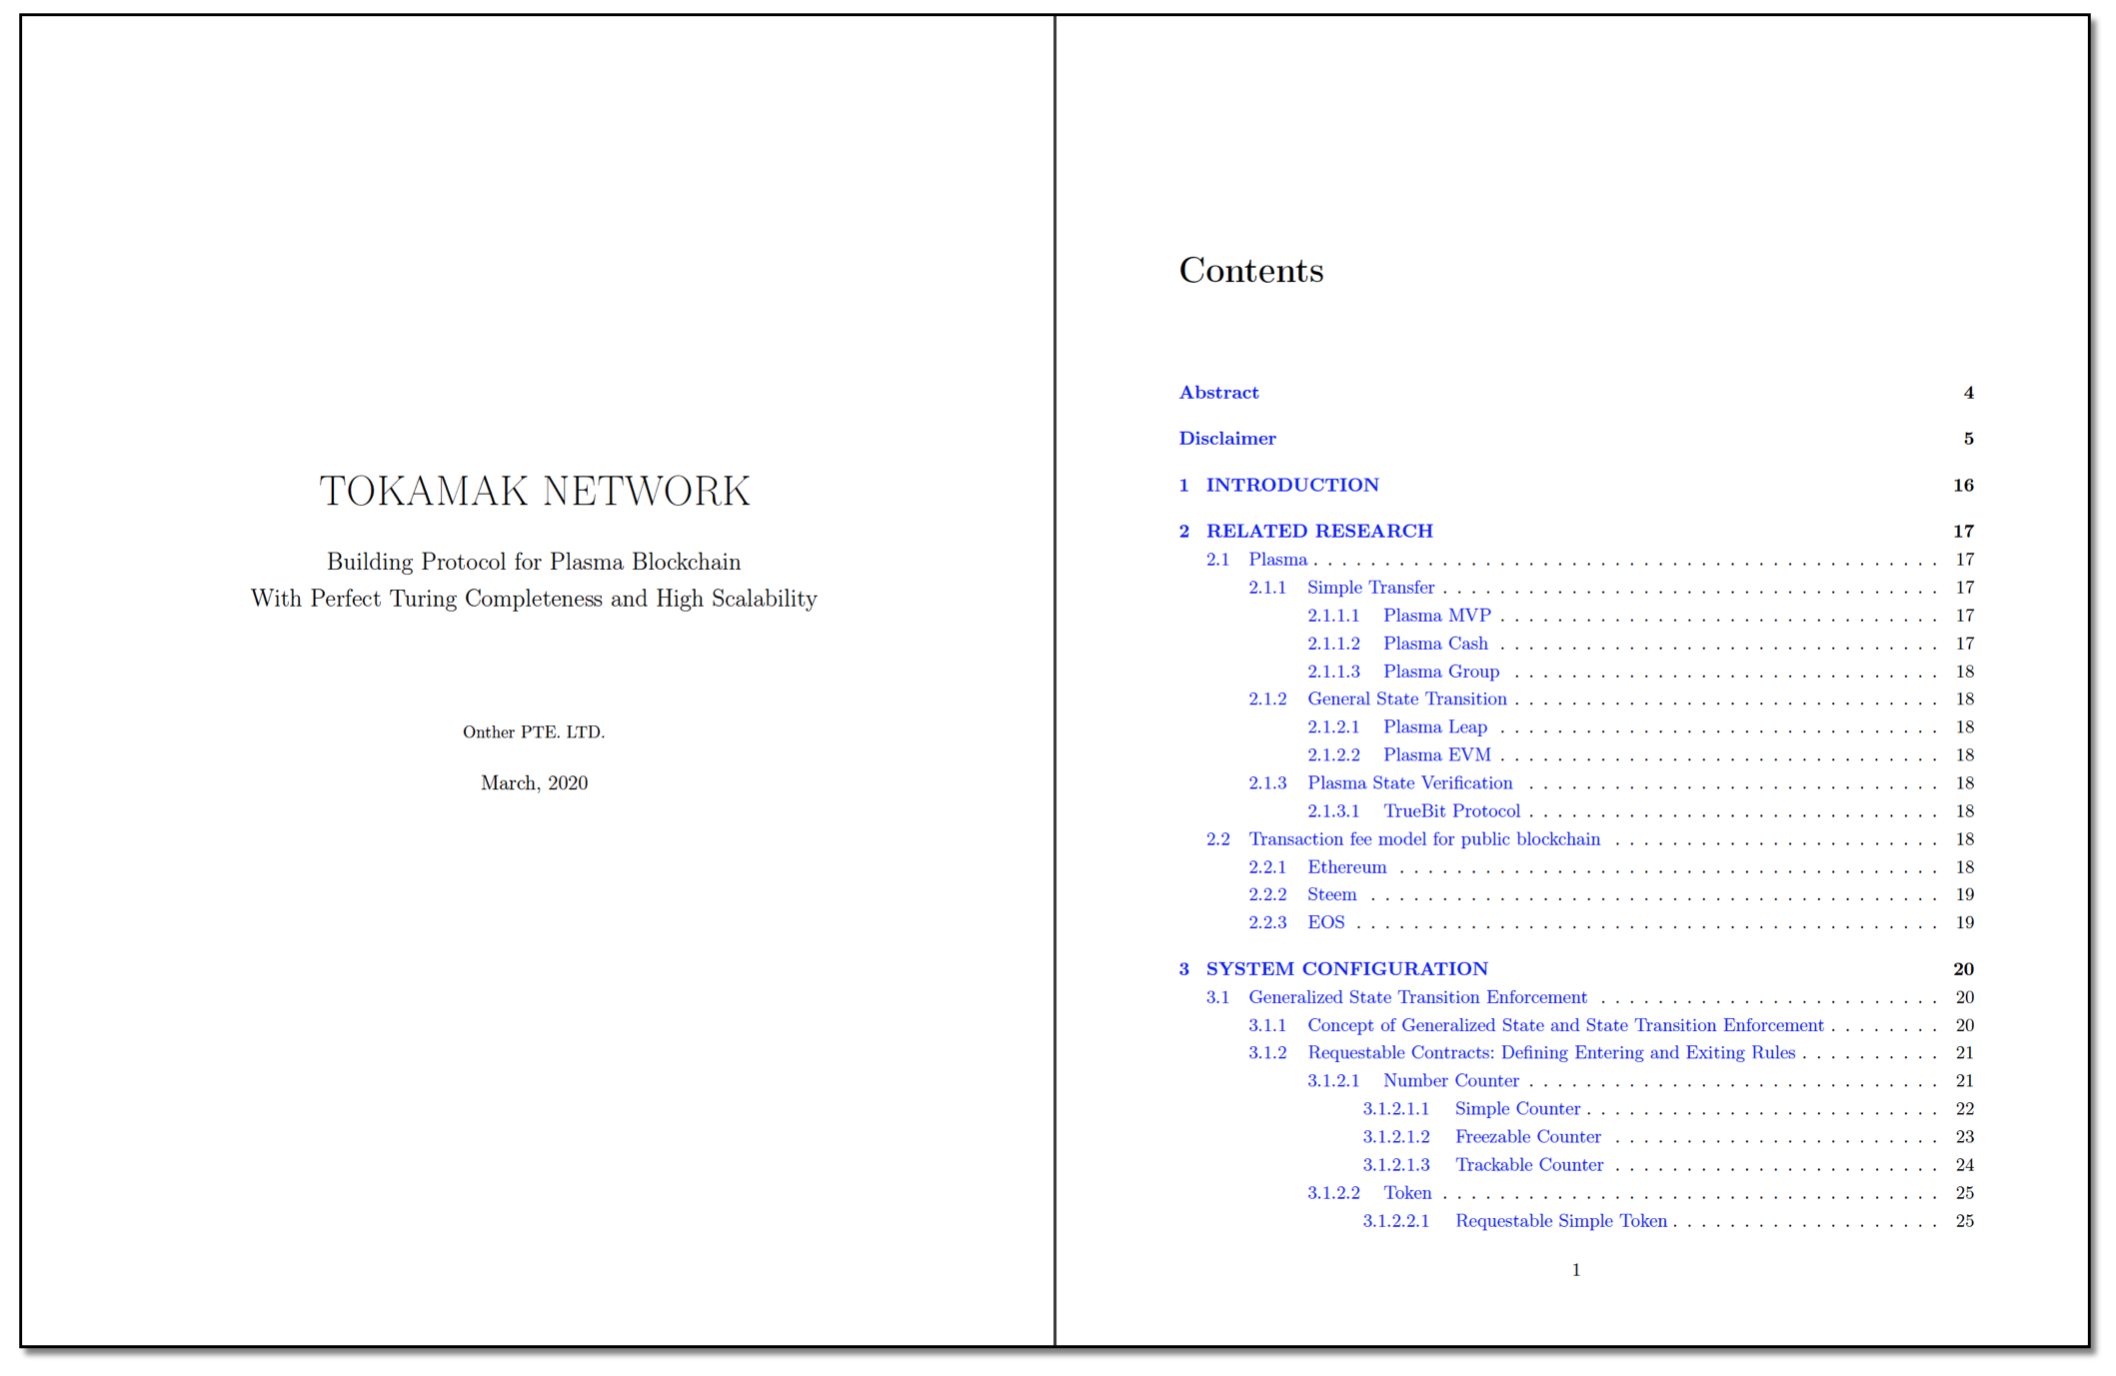 TOKAMAK NETWORK
Building Protocol for Plasma Blockchain
With Perfect Turing Completeness and High Scalability
Onther PTE. LTD.
March, 2020
Contents
Abstract 4
Disclaimer 5
1 INTRODUCTION 16
2 RELATED RESEARCH 17
2.1 Plasma . . . . . . . . . . . . . . . . . . . . 17
2.1.1 Simple Transfer . . . . . . . . . . . . . . . . . . . . 17
2.1.1.1 Plasma MVP . . . . . . . . . . . . . . . . . . . . 17
2.1.1.2 Plasma Cash . . . . . . . . . . . . . . . . . . . . 17
2.1.1.3 Plasma Group . . . . . . . . . . . . . . . . . . . . 18
2.1.2 General State Transition . . . . . . . . . . . . . . . . . . . . 18
2.1.2.1 Plasma Leap . . . . . . . . . . . . . . . . . . . . 18
2.1.2.2 Plasma EVM . . . . . . . . . . . . . . . . . . . . 18
2.1.3 Plasma State Verification . . . . . . . . . . . . . . . . . . . . 18
2.1.3.1 TrueBit Protocol . . . . . . . . . . . . . . . . . . . . 18
2.2 Transaction fee model for public blockchain . . . . . . . . . . . . . . . . . . . . 18
2.2.1 Ethereum . . . . . . . . . . . . . . . . . . . . 18
2.2.2 Steem . . . . . . . . . . . . . . . . . . . . 19
2.2.3 EOS . . . . . . . . . . . . . . . . . . . . 19
3 SYSTEM CONFIGURATION 20
3.1 Generalized State Transition Enforcement . . . . . . . . . . . . . . . . . . . . 20
3.1.1 Concept of Generalized State and State Transition Enforcement . . . . . . . . 20
3.1.2 Requestable Contracts: Defining Entering and Exiting Rules . . . . . . . . . . 21
3.1.2.1 Number Counter . . . . . . . . . . . . . . . . . . . . 21
3.1.2.1.1 Simple Counter . . . . . . . . . . . . . . . . . . . . 22
3.1.2.1.2 Freezable Counter . . . . . . . . . . . . . . . . . . . . 23
3.1.2.1.3 Trackable Counter . . . . . . . . . . . . . . . . . . . . 24
3.1.2.2 Token . . . . . . . . . . . . . . . . . . . . 25
3.1.2.2.1 Requestable Simple Token . . . . . . . . . . . . . . . . . . . 25
1